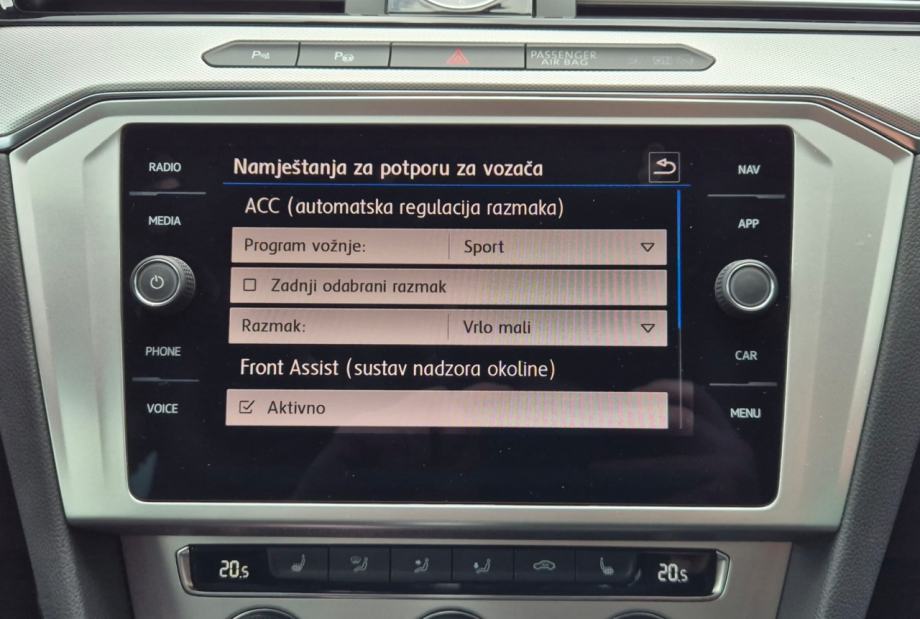 PASSENGER
AIR BAG
RADIO
MEDIA
PHONE
VOICE
Namještanja za potporu za vozača
ACC (automatska regulacija razmaka)
Program vožnje: Sport
Zadnji odabrani razmak
Razmak: Vrlo mali
Front Assist (sustav nadzora okoline)
Aktivno
NAV
APP
CAR
MENU
20.5
20.5